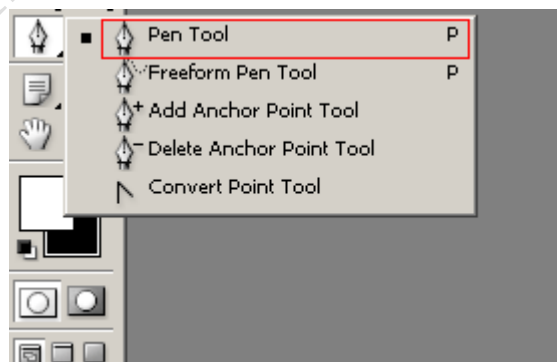 Pen Tool P
Freeform Pen Tool P
Add Anchor Point Tool
Delete Anchor Point Tool
Convert Point Tool